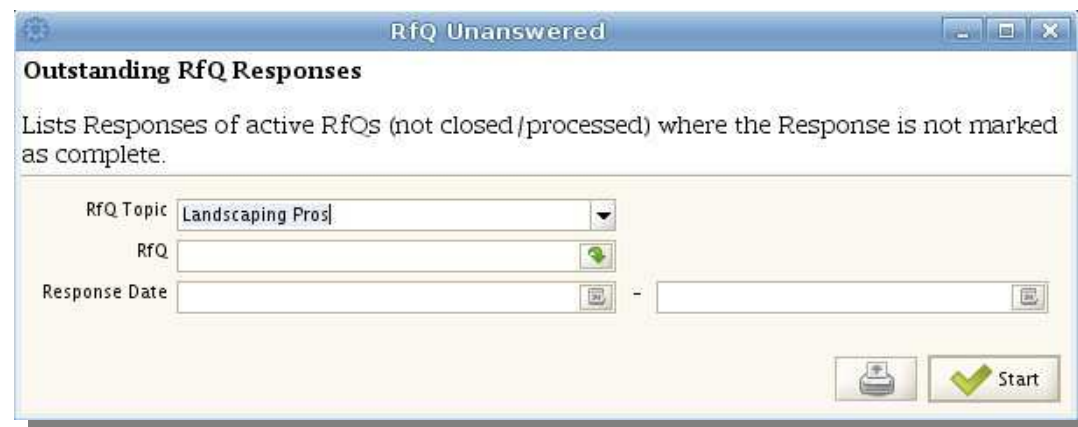 RfQ Unanswered
Outstanding RfQ Responses
Lists Responses of active RfQs (not closed/processed) where the Response is not marked
as complete.
RfQ Topic Landscaping Pros
RfQ
Response Date -
Start